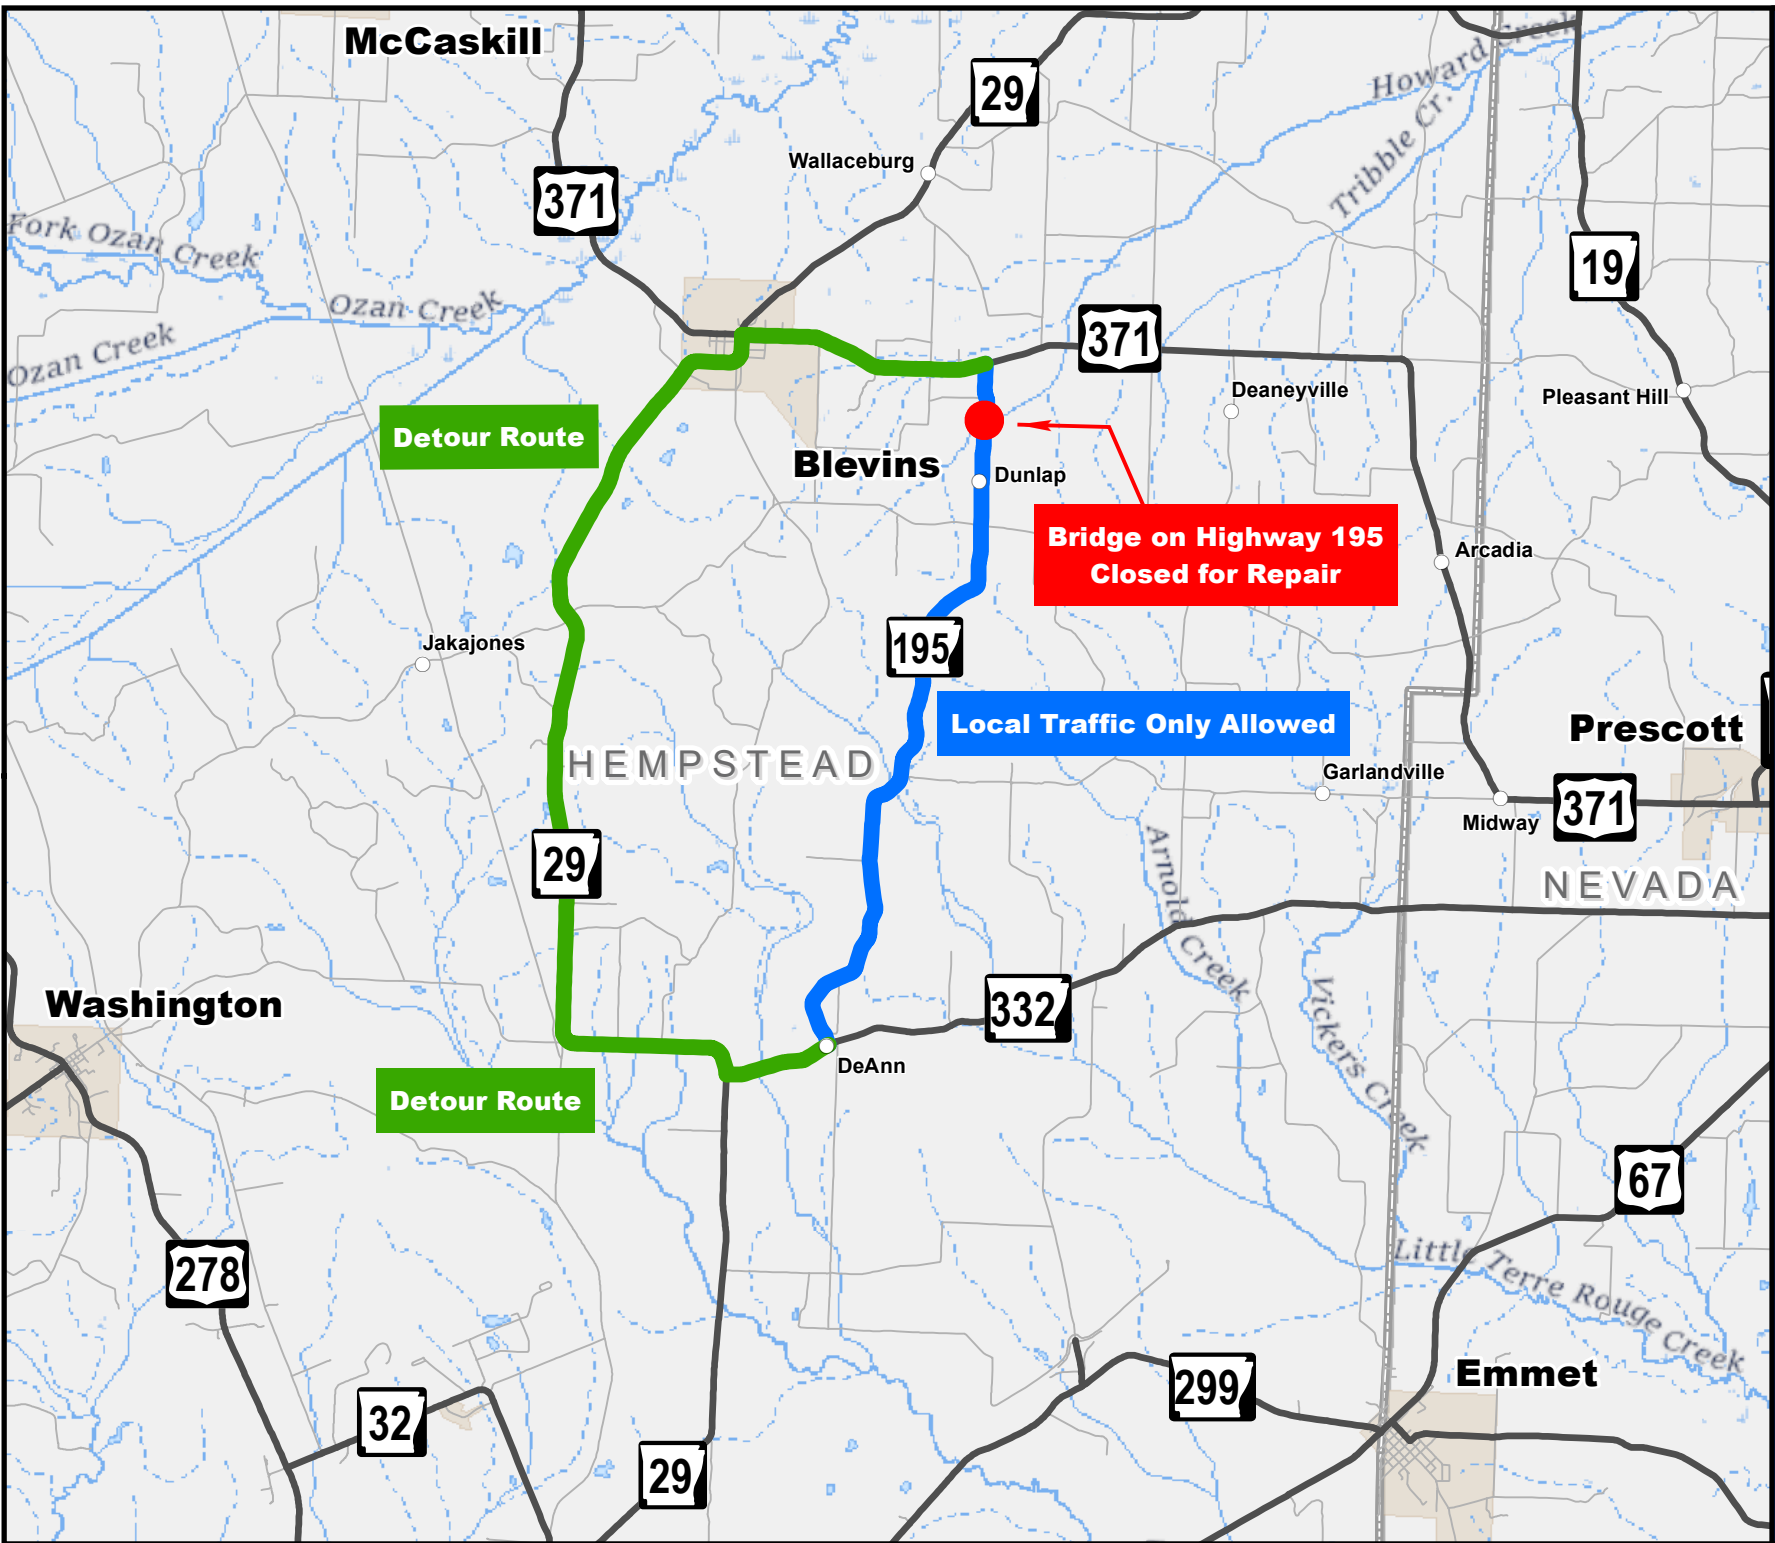 McCaskill
29
Howard Creek
Tribble Cr.
Wallaceburg
371
19
Fork Ozan Creek
Ozan Creek
Ozan Creek
371
Deaneyville
Pleasant Hill
Detour Route
Blevins
Dunlap
Bridge on Highway 195
Closed for Repair
Arcadia
Jakajones
195
Local Traffic Only Allowed
Prescott
HEMPSTEAD
Garlandville
371
Midway
29
Arnold Creek
NEVADA
Washington
332
Vickers Creek
DeAnn
Detour Route
67
278
Little Terre Rouge Creek
Emmet
299
32
29